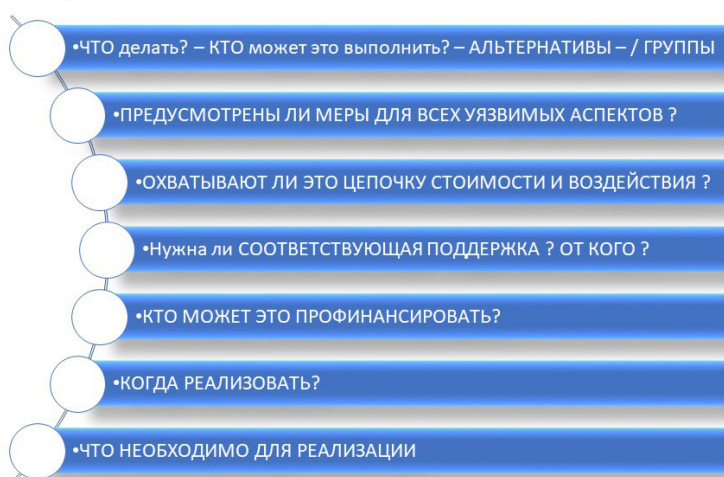 •ЧТО делать? – КТО может это выполнить? – АЛЬТЕРНАТИВЫ – / ГРУППЫ
•ПРЕДУСМОТРЕНЫ ЛИ МЕРЫ ДЛЯ ВСЕХ УЯЗВИМЫХ АСПЕКТОВ ?
•ОХВАТЫВАЮТ ЛИ ЭТО ЦЕПОЧКУ СТОИМОСТИ И ВОЗДЕЙСТВИЯ ?
•Нужна ли СООТВЕТСТВУЮЩАЯ ПОДДЕРЖКА ? ОТ КОГО ?
•КТО МОЖЕТ ЭТО ПРОФИНАНСИРОВАТЬ?
•КОГДА РЕАЛИЗОВАТЬ?
•ЧТО НЕОБХОДИМО ДЛЯ РЕАЛИЗАЦИИ